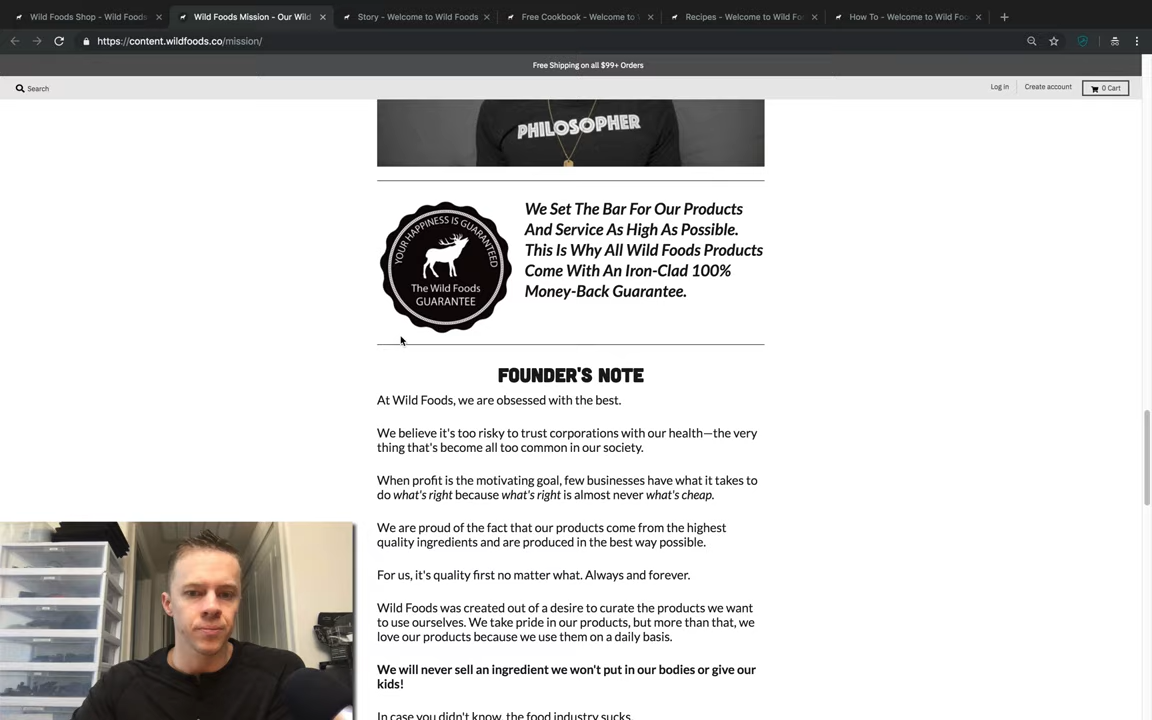 Wild Foods Shop - Wild Foods
Wild Foods Mission - Our Wild
Story - Welcome to Wild Foods
Free Cookbook - Welcome to
Recipes - Welcome to Wild Fo
How To - Welcome to Wild Foo
https://content.wildfoods.co/mission/
Free Shipping on all $99+ Orders
Search
Log in
Create account
0 Cart
PHILOSOPHER
YOUR HAPPINESS IS GUARANTEED
The Wild Foods
GUARANTEE
We Set The Bar For Our Products
And Service As High As Possible.
This Is Why All Wild Foods Products
Come With An Iron-Clad 100%
Money-Back Guarantee.
FOUNDER'S NOTE
At Wild Foods, we are obsessed with the best.
We believe it's too risky to trust corporations with our health—the very
thing that's become all too common in our society.
When profit is the motivating goal, few businesses have what it takes to
do what's right because what's right is almost never what's cheap.
We are proud of the fact that our products come from the highest
quality ingredients and are produced in the best way possible.
For us, it's quality first no matter what. Always and forever.
Wild Foods was created out of a desire to curate the products we want
to use ourselves. We take pride in our products, but more than that, we
love our products because we use them on a daily basis.
We will never sell an ingredient we won't put in our bodies or give our
kids!
In case you didn't know, the food industry sucks.